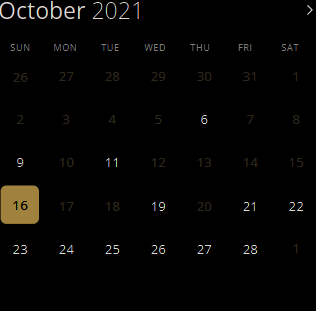 October 2021
SUN MON TUE WED THU FRI SAT
26 27 28 29 30 31 1
2 3 4 5 6 7 8
9 10 11 12 13 14 15
16 17 18 19 20 21 22
23 24 25 26 27 28 1